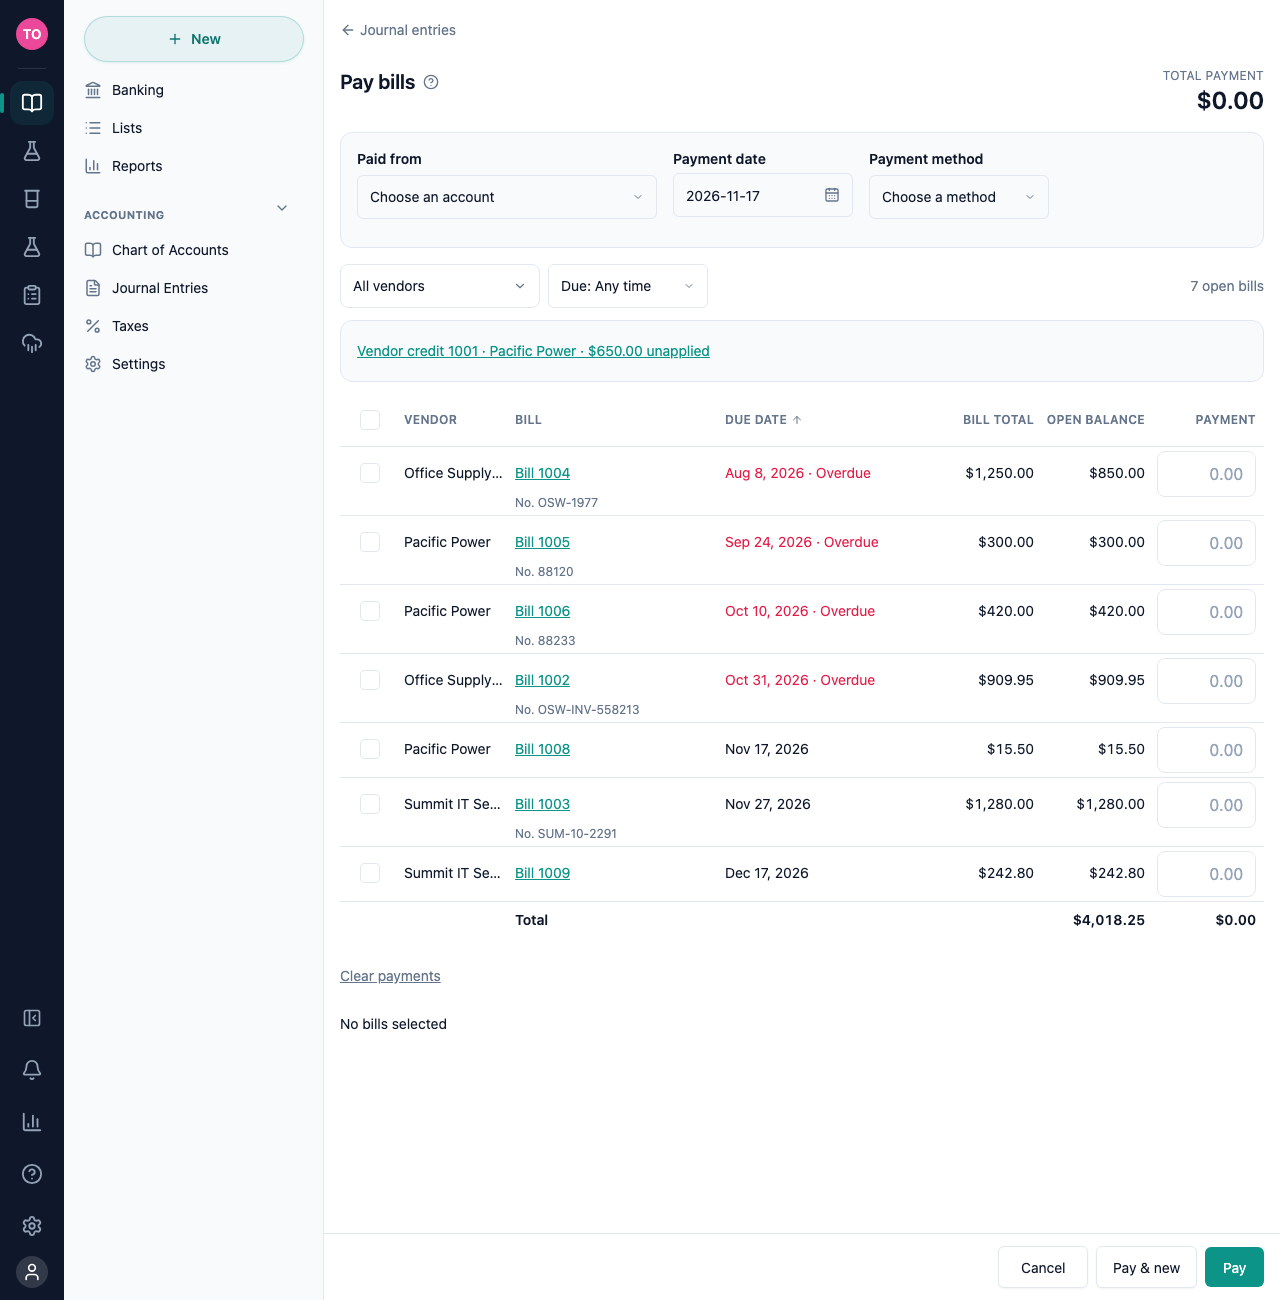 TO
New
Banking
Lists
Reports
ACCOUNTING
Chart of Accounts
Journal Entries
Taxes
Settings
Journal entries
Pay bills
TOTAL PAYMENT
$0.00
Paid from
Payment date
Payment method
Choose an account
2026-11-17
Choose a method
All vendors
Due: Any time
7 open bills
Vendor credit 1001 · Pacific Power · $650.00 unapplied
VENDOR BILL DUE DATE ↑ BILL TOTAL OPEN BALANCE PAYMENT
Office Supply... Bill 1004 Aug 8, 2026 · Overdue $1,250.00 $850.00 0.00
No. OSW-1977
Pacific Power Bill 1005 Sep 24, 2026 · Overdue $300.00 $300.00 0.00
No. 88120
Pacific Power Bill 1006 Oct 10, 2026 · Overdue $420.00 $420.00 0.00
No. 88233
Office Supply... Bill 1002 Oct 31, 2026 · Overdue $909.95 $909.95 0.00
No. OSW-INV-558213
Pacific Power Bill 1008 Nov 17, 2026 $15.50 $15.50 0.00
Summit IT Se... Bill 1003 Nov 27, 2026 $1,280.00 $1,280.00 0.00
No. SUM-10-2291
Summit IT Se... Bill 1009 Dec 17, 2026 $242.80 $242.80 0.00
Total $4,018.25 $0.00
Clear payments
No bills selected
Cancel
Pay & new
Pay